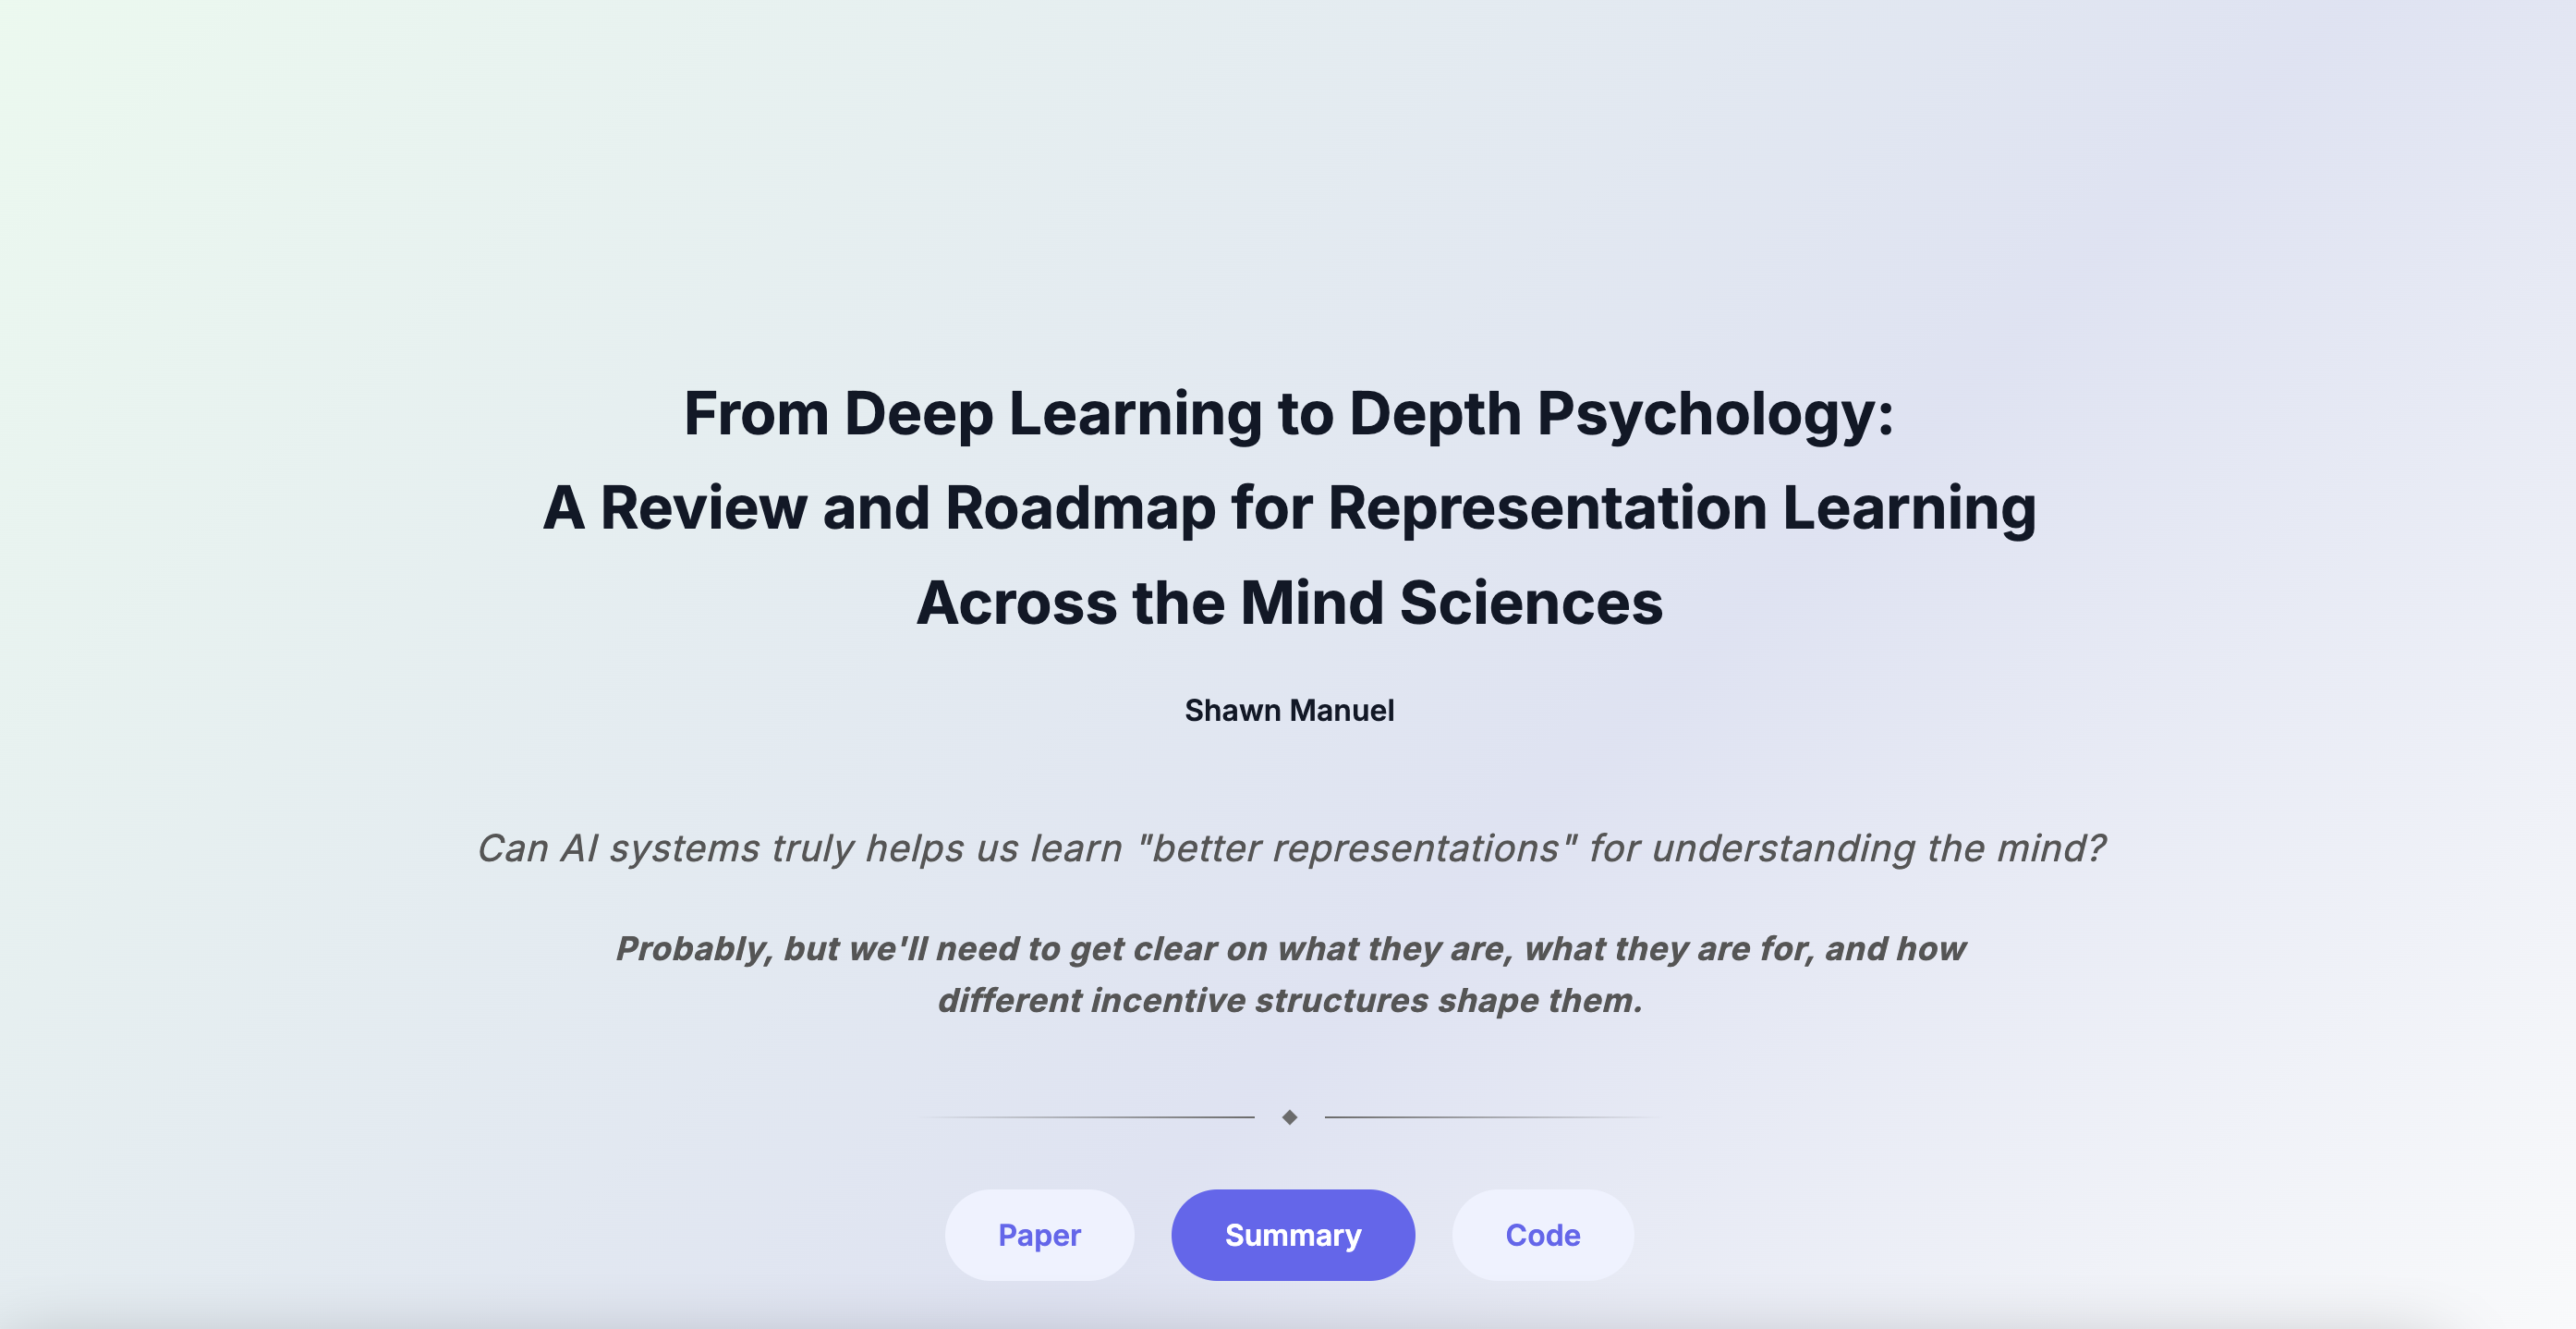 From Deep Learning to Depth Psychology:
A Review and Roadmap for Representation Learning
Across the Mind Sciences
Shawn Manuel
Can AI systems truly helps us learn "better representations" for understanding the mind?
Probably, but we'll need to get clear on what they are, what they are for, and how
different incentive structures shape them.
Paper
Summary
Code